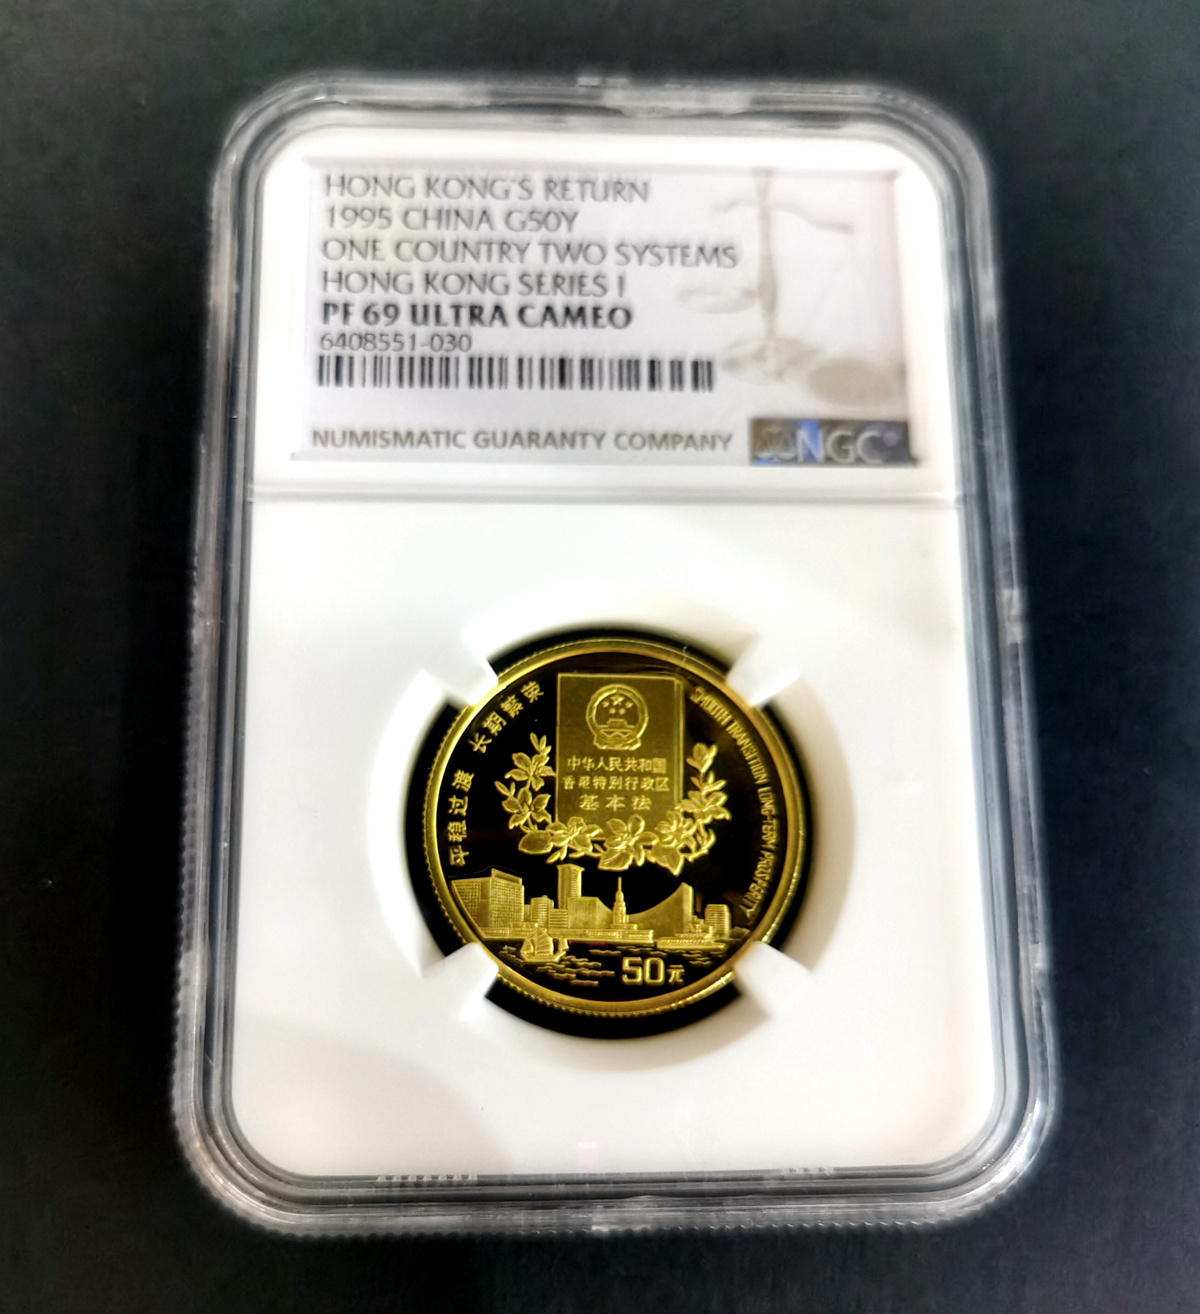 HONG KONG'S RETURN
1995 CHINA G50Y
ONE COUNTRY TWO SYSTEMS
HONG KONG SERIES I
PF 69 ULTRA CAMEO
6408551-030
NUMISMATIC GUARANTY COMPANY
NGC
平稳过渡 长期繁荣
SMOOTH TRANSITION LONG-TERM PROSPERITY
中华人民共和国
香港特别行政区
基本法
50元